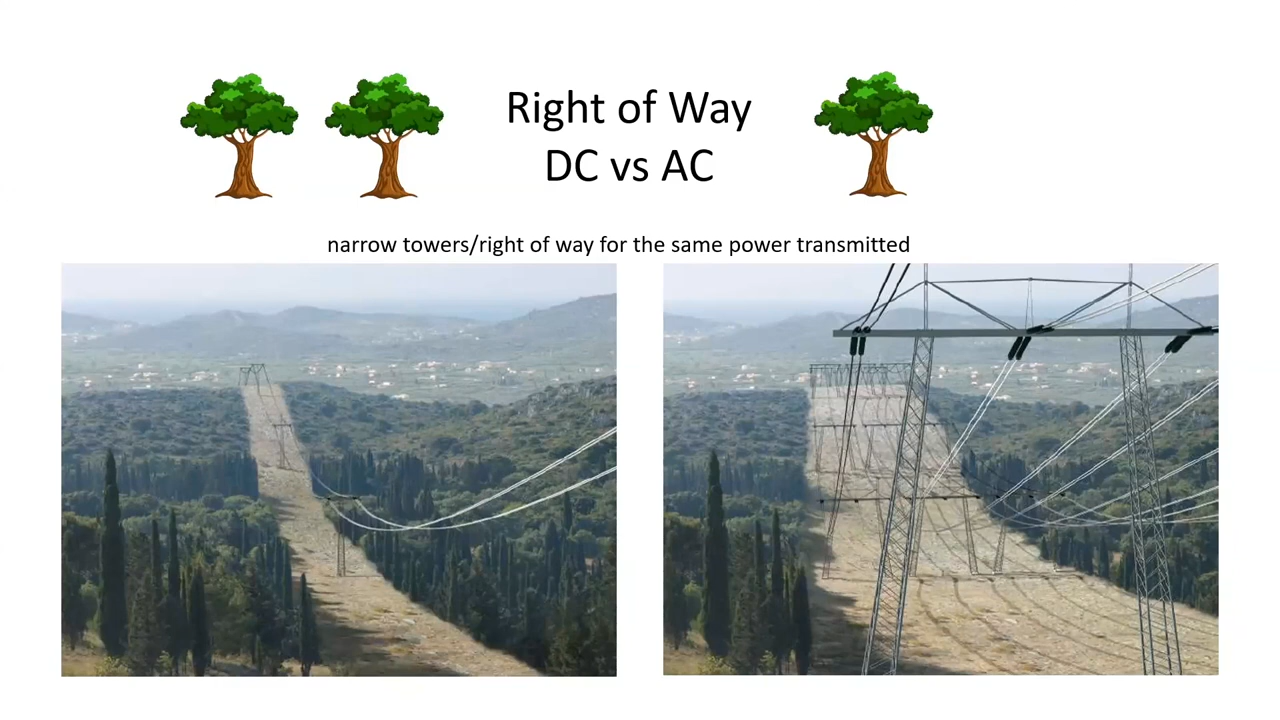 Right of Way
DC vs AC
narrow towers/right of way for the same power transmitted